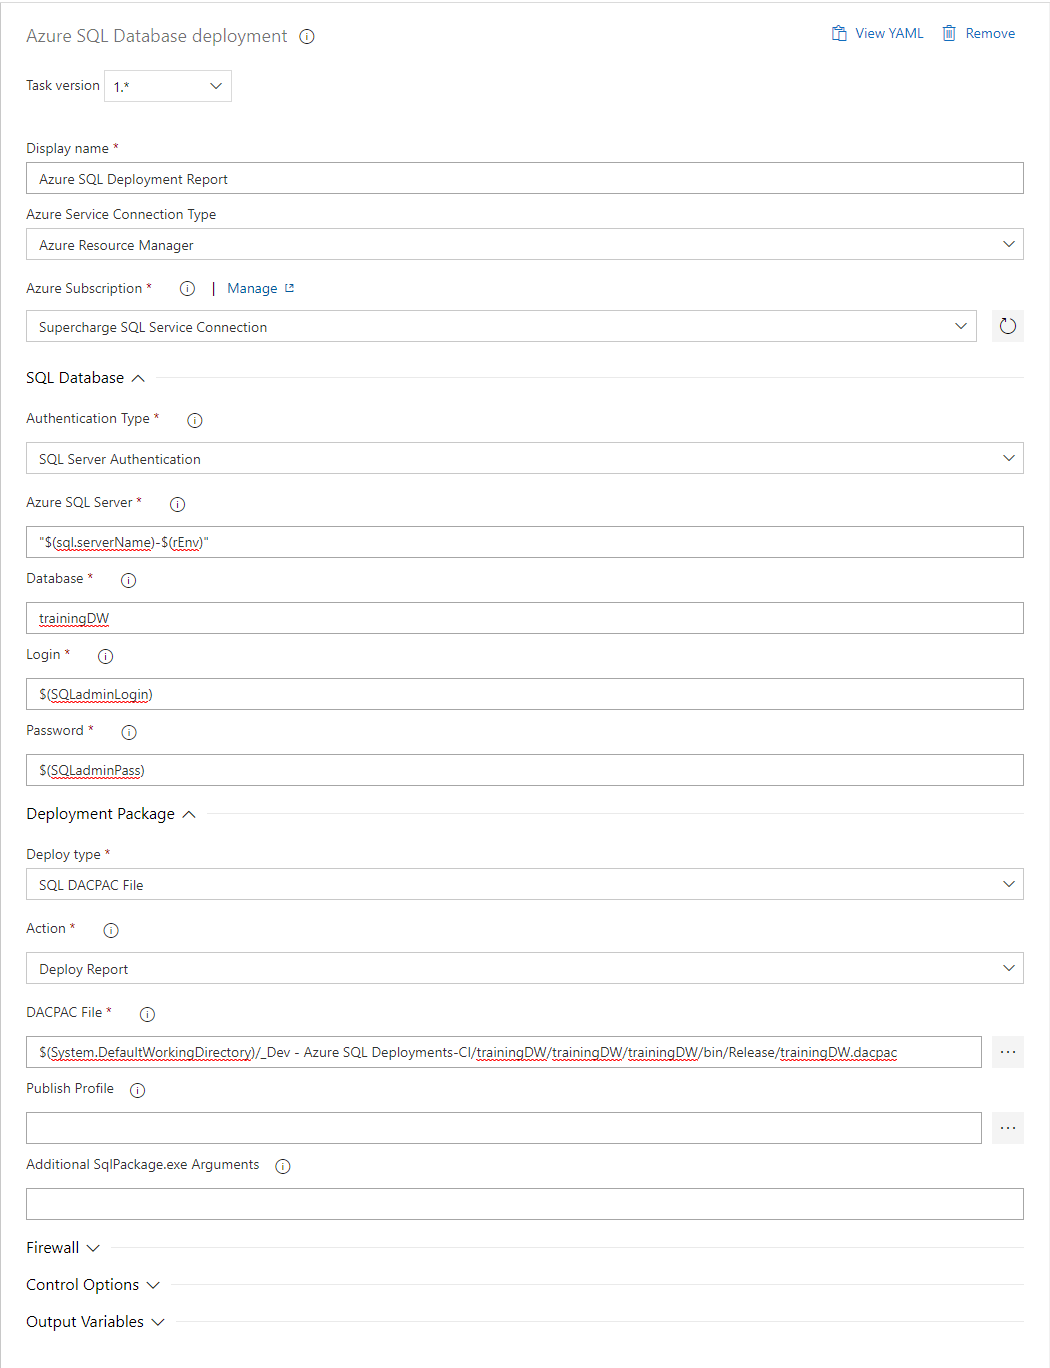 Azure SQL Database deployment
View YAML
Remove
Task version 1.*
Display name *
Azure SQL Deployment Report
Azure Service Connection Type
Azure Resource Manager
Azure Subscription * | Manage
Supercharge SQL Service Connection
SQL Database
Authentication Type *
SQL Server Authentication
Azure SQL Server *
"$(sql.serverName)-$(rEnv)"
Database *
trainingDW
Login *
$(SQLadminLogin)
Password *
$(SQLadminPass)
Deployment Package
Deploy type *
SQL DACPAC File
Action *
Deploy Report
DACPAC File *
$(System.DefaultWorkingDirectory)/_Dev - Azure SQL Deployments-CI/trainingDW/trainingDW/trainingDW/bin/Release/trainingDW.dacpac
Publish Profile
Additional SqlPackage.exe Arguments
Firewall
Control Options
Output Variables